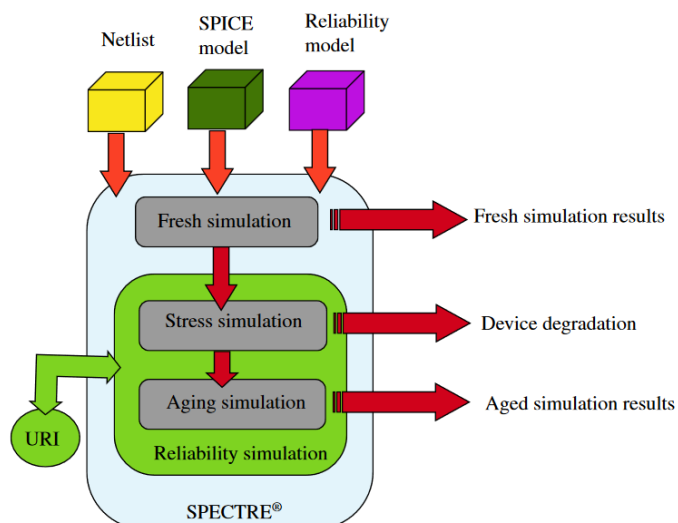 Netlist
SPICE
model
Reliability
model
Fresh simulation
Fresh simulation results
Stress simulation
Device degradation
Aging simulation
Aged simulation results
URI
Reliability simulation
SPECTRE®